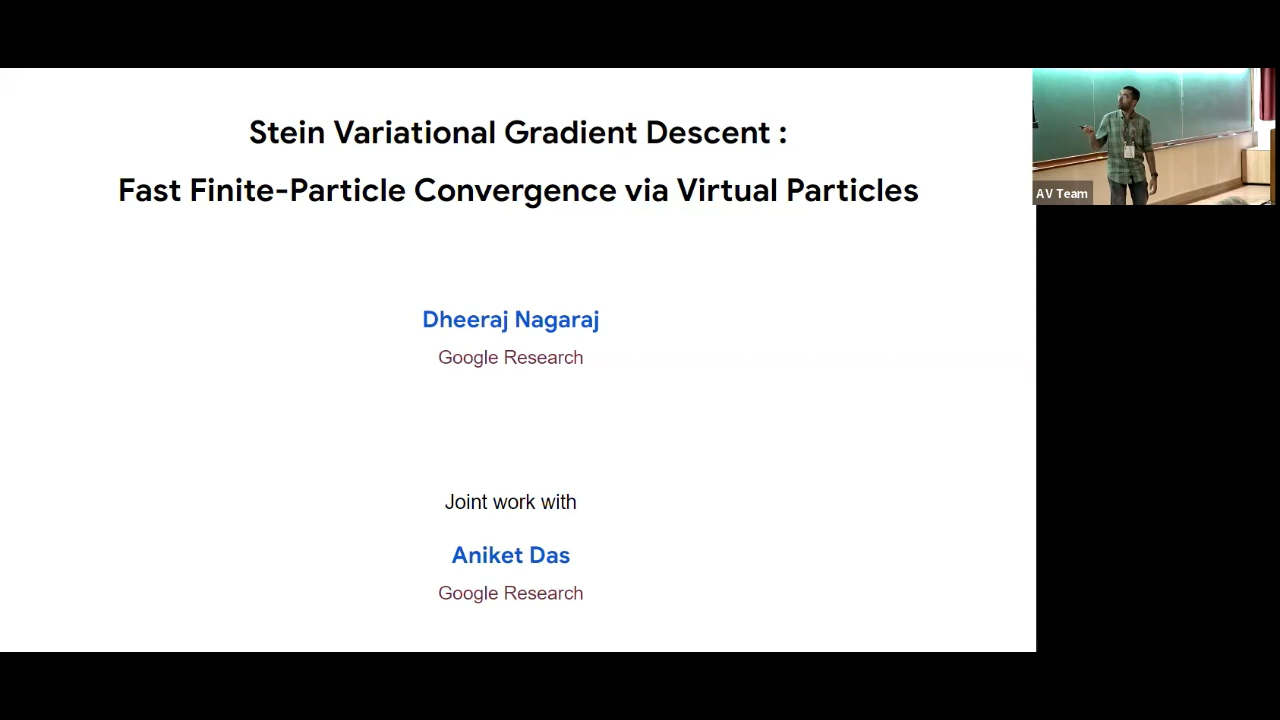 Stein Variational Gradient Descent :
Fast Finite-Particle Convergence via Virtual Particles
Dheeraj Nagaraj
Google Research
Joint work with
Aniket Das
Google Research
AV Team